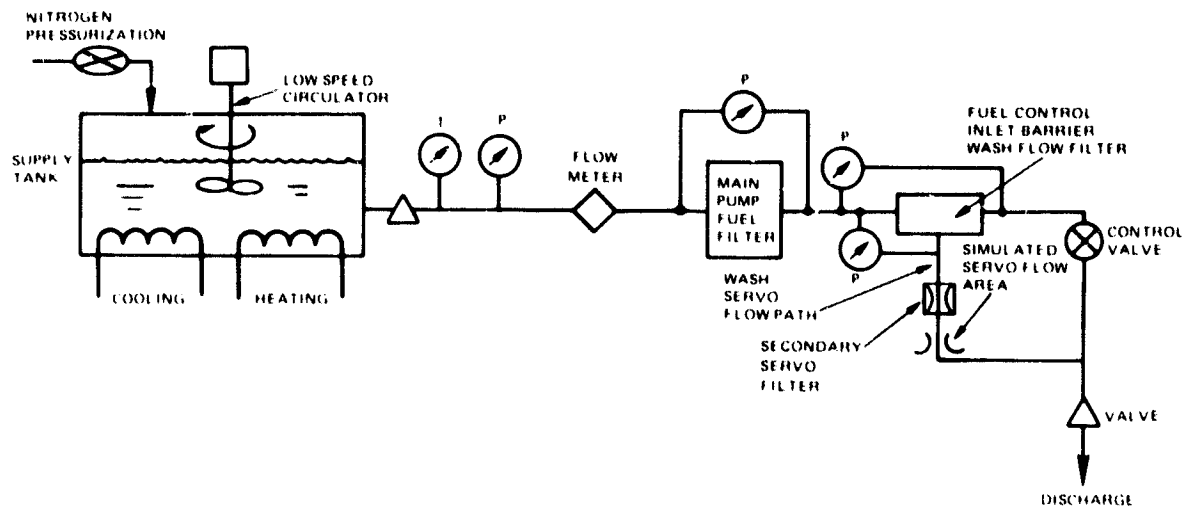 NITROGEN
PRESSURIZATION
LOW SPEED
CIRCULATOR
SUPPLY
TANK
COOLING
HEATING
T
P
FLOW
METER
P
MAIN
PUMP
FUEL
FILTER
P
P
FUEL CONTROL
INLET BARRIER
WASH FLOW FILTER
CONTROL
VALVE
SIMULATED
SERVO FLOW
AREA
WASH
SERVO
FLOW PATH
SECONDARY
SERVO
FILTER
VALVE
DISCHARGE